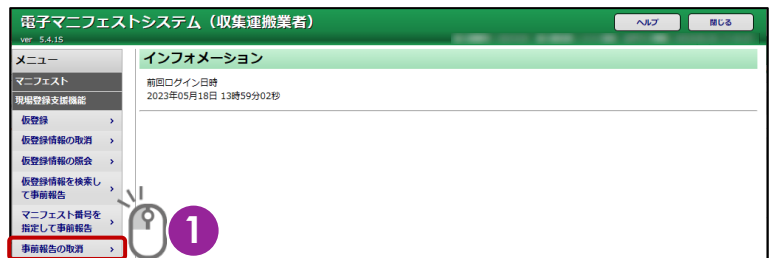 電子マニフェストシステム（収集運搬業者）
ver 5.4.15
ヘルプ
閉じる
メニュー
マニフェスト
現場登録支援機能
仮登録
仮登録情報の取消
仮登録情報の照会
仮登録情報を検索し
て事前報告
マニフェスト番号を
指定して事前報告
事前報告の取消
インフォメーション
前回ログイン日時
2023年05月18日 13時59分02秒
1